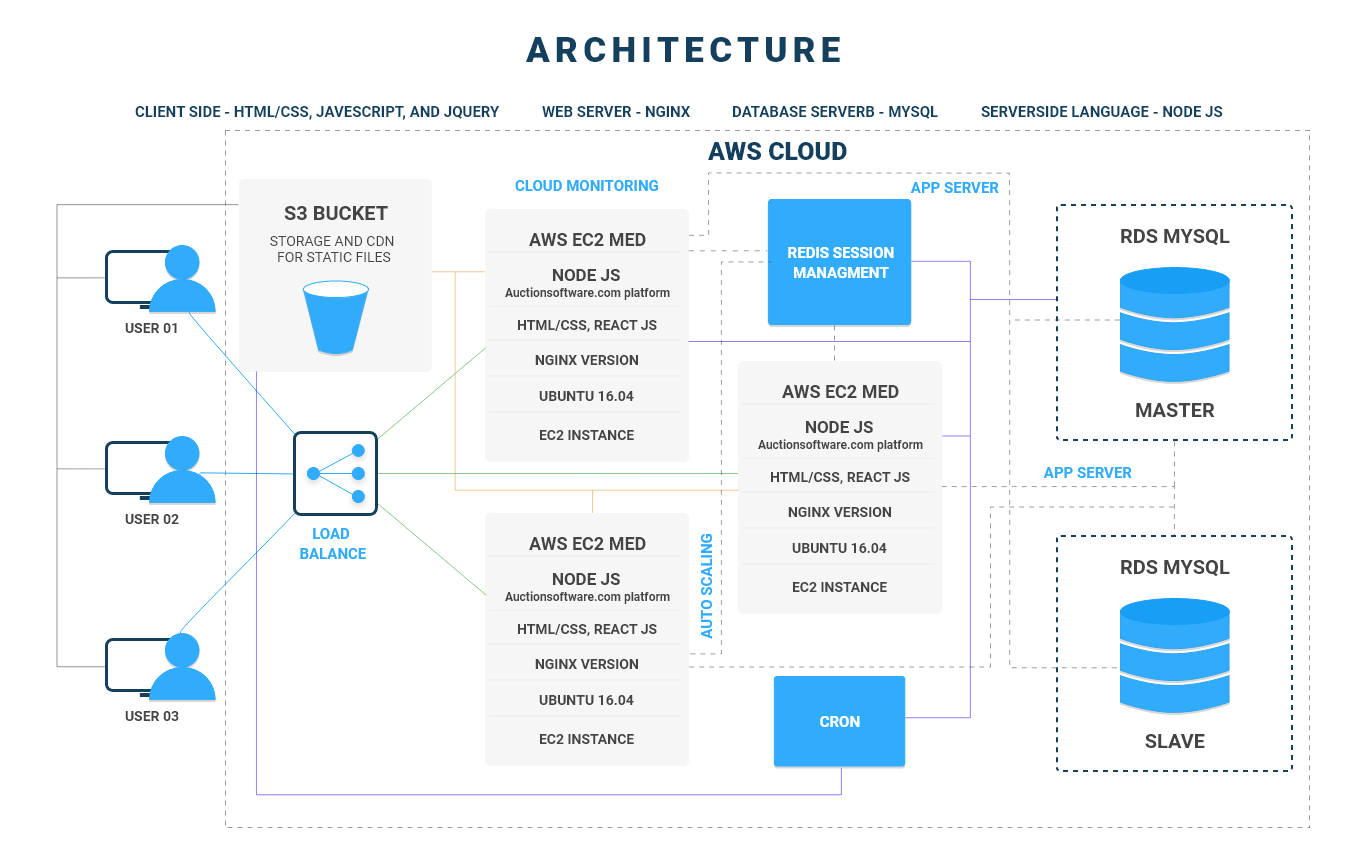 ARCHITECTURE
CLIENT SIDE - HTML/CSS, JAVESCRIPT, AND JQUERY
WEB SERVER - NGINX
DATABASE SERVERB - MYSQL
SERVERSIDE LANGUAGE - NODE JS
AWS CLOUD
CLOUD MONITORING
APP SERVER
S3 BUCKET
STORAGE AND CDN
FOR STATIC FILES
USER 01
USER 02
USER 03
LOAD
BALANCE
AWS EC2 MED
NODE JS
Auctionsoftware.com platform
HTML/CSS, REACT JS
NGINX VERSION
UBUNTU 16.04
EC2 INSTANCE
AWS EC2 MED
NODE JS
Auctionsoftware.com platform
HTML/CSS, REACT JS
NGINX VERSION
UBUNTU 16.04
EC2 INSTANCE
AUTO SCALING
REDIS SESSION
MANAGMENT
AWS EC2 MED
NODE JS
Auctionsoftware.com platform
HTML/CSS, REACT JS
NGINX VERSION
UBUNTU 16.04
EC2 INSTANCE
CRON
RDS MYSQL
MASTER
APP SERVER
RDS MYSQL
SLAVE